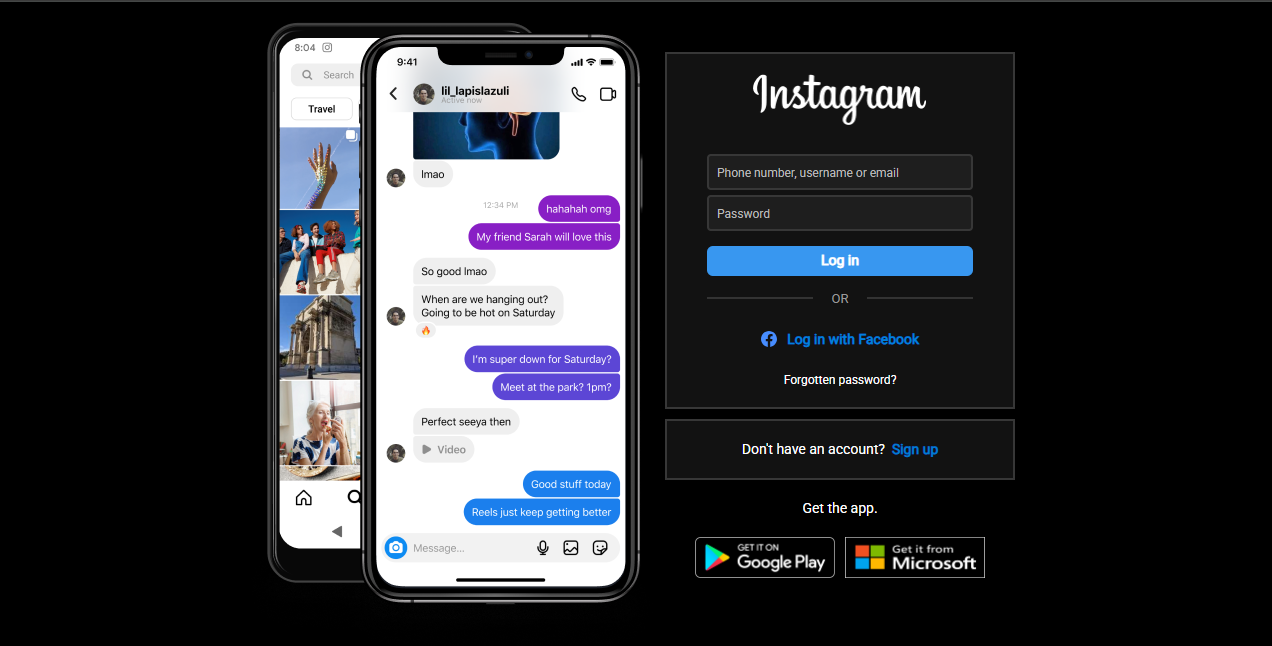 8:04
Search
Travel
9:41
lil_lapislazuli
Active now
lmao
12:34 PM
hahahah omg
My friend Sarah will love this
So good lmao
When are we hanging out?
Going to be hot on Saturday
I'm super down for Saturday?
Meet at the park? 1pm?
Perfect seeya then
Video
Good stuff today
Reels just keep getting better
Message...
Instagram
Phone number, username or email
Password
Log in
OR
Log in with Facebook
Forgotten password?
Don't have an account? Sign up
Get the app.
GET IT ON
Google Play
Get it from
Microsoft